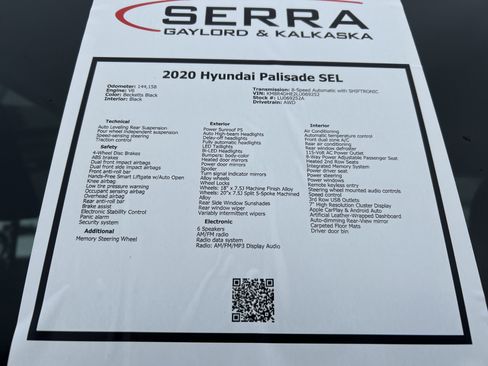 SERRA
GAYLORD & KALKASKA
2020 Hyundai Palisade SEL
Odometer: 144,158
Engine: V6
Color: Becketts Black
Interior: Black
Transmission: 8-Speed Automatic with SHIFTRONIC
VIN: KM8R4DHE2LU069252
Stock #: LU069252A
Drivetrain: AWD
Technical
Auto Leveling Rear Suspension
Four wheel independent suspension
Speed-sensing steering
Traction control
Safety
4-Wheel Disc Brakes
ABS brakes
Dual front impact airbags
Dual front side impact airbags
Front anti-roll bar
Hands-Free Smart Liftgate w/Auto Open
Knee airbag
Low tire pressure warning
Occupant sensing airbag
Overhead airbag
Rear anti-roll bar
Brake assist
Electronic Stability Control
Panic alarm
Security system
Additional
Memory Steering Wheel
Exterior
Power Sunroof PS
Auto High-beam Headlights
Delay-off headlights
Fully automatic headlights
LED Taillights
Bi-LED Headlights
Bumpers: body-color
Heated door mirrors
Power door mirrors
Spoiler
Turn signal indicator mirrors
Alloy wheels
Wheel Locks
Wheels: 18" x 7.5J Machine Finish Alloy
Wheels: 20"x 7.5J Split 5-Spoke Machined
Alloy
Rear Side Window Sunshades
Rear window wiper
Variably intermittent wipers
Electronic
6 Speakers
AM/FM radio
Radio data system
Radio: AM/FM/MP3 Display Audio
Interior
Air Conditioning
Automatic temperature control
Front dual zone A/C
Rear air conditioning
Rear window defroster
115-Volt AC Power Outlet
8-Way Power Adjustable Passenger Seat
Heated 2nd Row Seats
Integrated Memory System
Power driver seat
Power steering
Power windows
Remote keyless entry
Steering wheel mounted audio controls
Speed control
3rd Row USB Outlets
7" High Resolution Cluster Display
Apple CarPlay & Android Auto
Artificial Leather-Wrapped Dashboard
Auto-dimming Rear-View mirror
Carpeted Floor Mats
Driver door bin